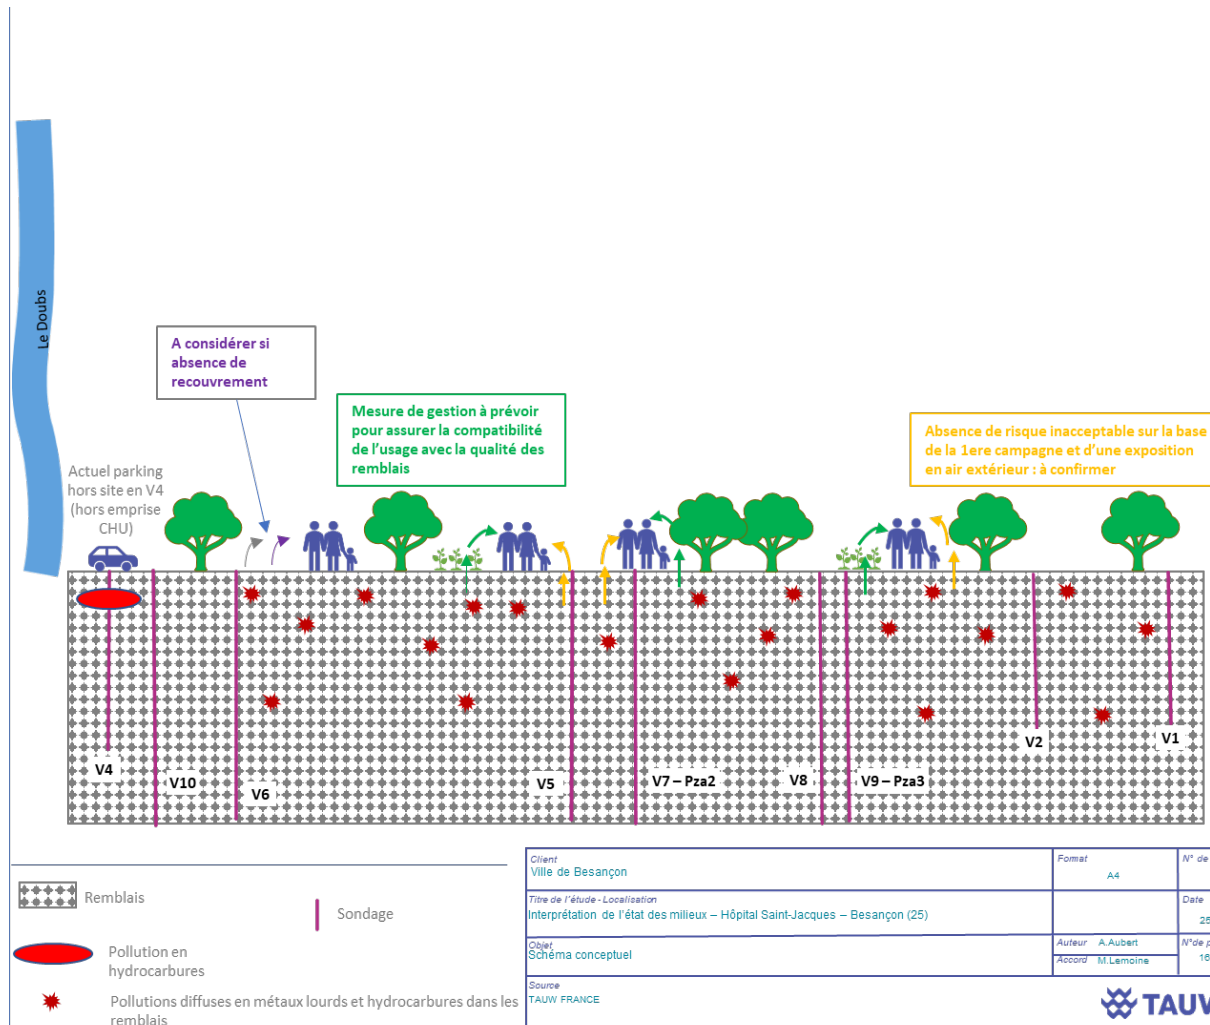 Le Doubs
A considérer si
absence de
recouvrement
Mesure de gestion à prévoir
pour assurer la compatibilité
de l'usage avec la qualité des
remblais
Absence de risque inacceptable sur la base
de la 1ere campagne et d'une exposition
en air extérieur : à confirmer
Actuel parking
hors site en V4
(hors emprise
CHU)
V4
V10
V6
V5
V7 – Pza2
V8
V9 – Pza3
V2
V1
Remblais
Sondage
Pollution en
hydrocarbures
Pollutions diffuses en métaux lourds et hydrocarbures dans les
remblais
Client
Ville de Besançon
Format
A4
N° de
Titre de l'étude - Localisation
Interprétation de l'état des milieux – Hôpital Saint-Jacques – Besançon (25)
Date
25
Objet
Schéma conceptuel
Auteur A.Aubert
Accord M.Lemoine
N°de p
16
Source
TAUW FRANCE
TAUW